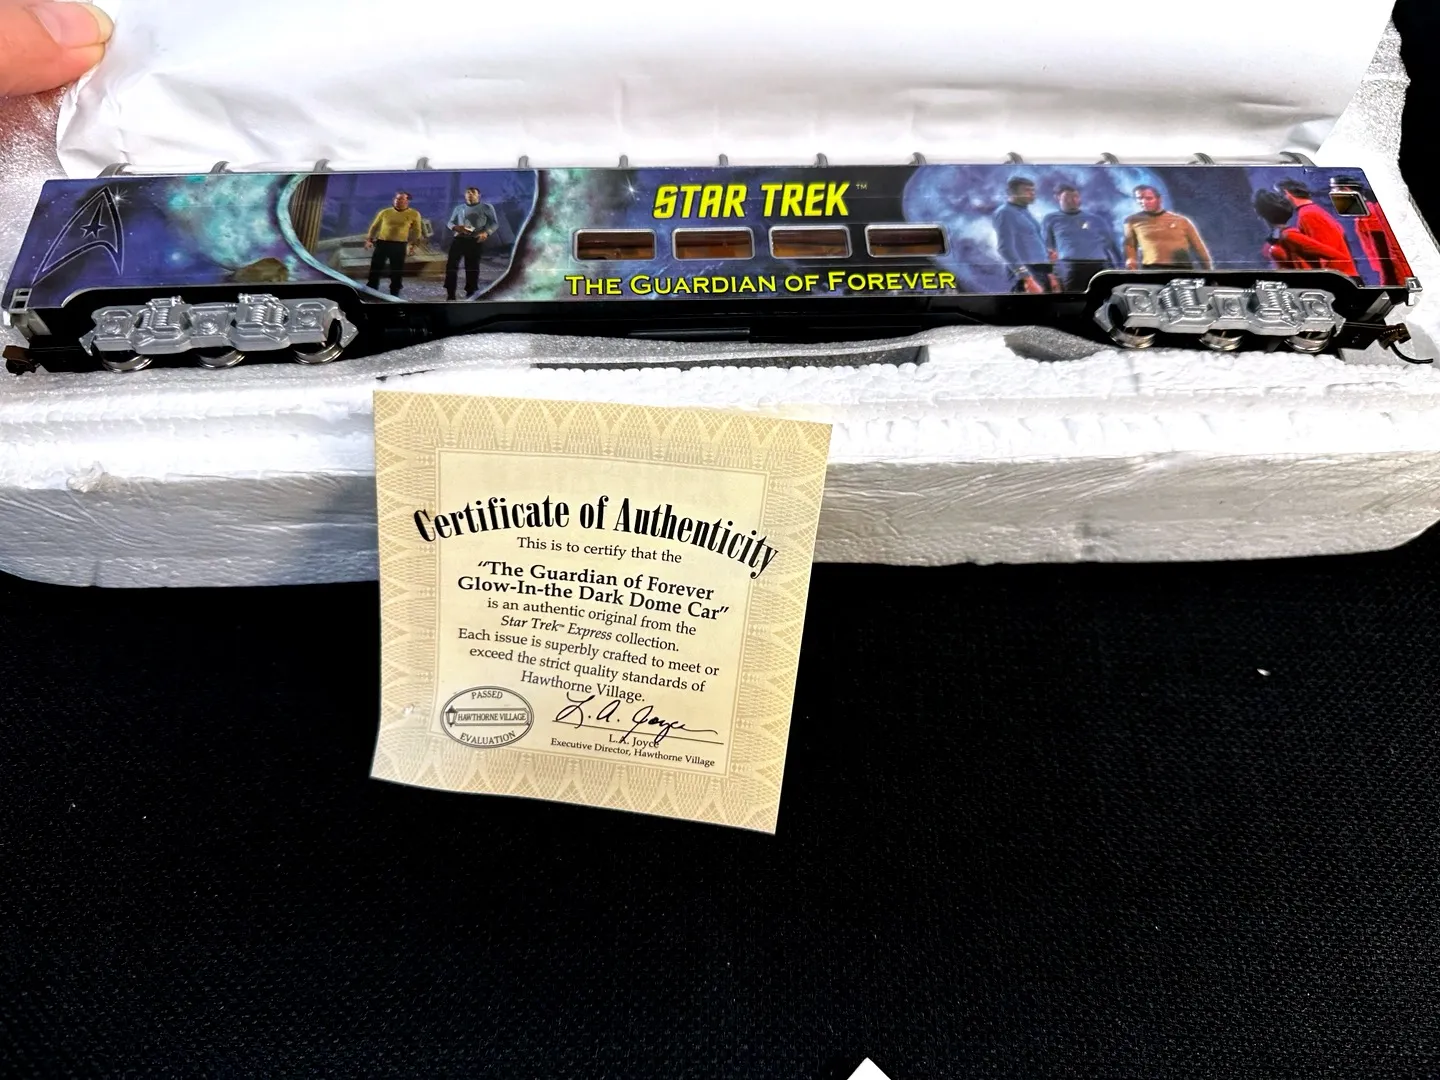 STAR TREK™
THE GUARDIAN OF FOREVER
Certificate of Authenticity
This is to certify that the
“The Guardian of Forever
Glow-In-the Dark Dome Car”
is an authentic original from the
Star Trek™ Express collection.
Each issue is superbly crafted to meet or
exceed the strict quality standards of
Hawthorne Village.
PASSED
HAWTHORNE VILLAGE
EVALUATION
L. A. Joyce
L.A. Joyce
Executive Director, Hawthorne Village